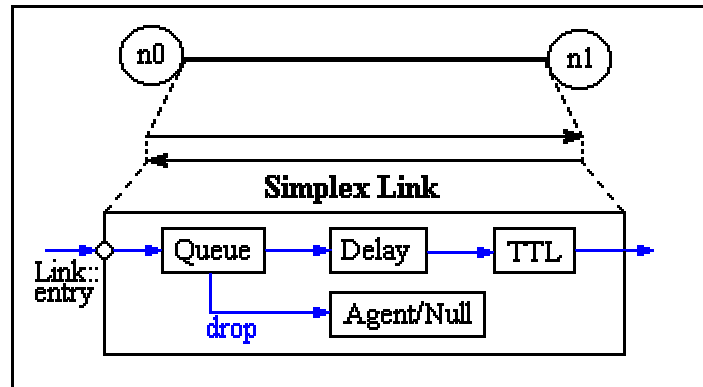 n0
n1
Simplex Link
Queue
Delay
TTL
Link::
entry
drop
Agent/Null